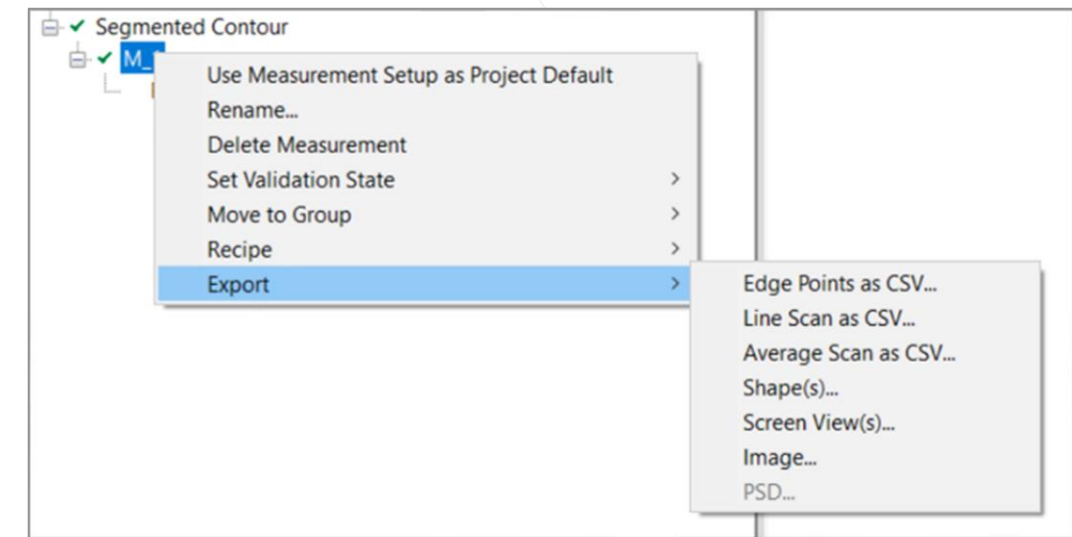 Segmented Contour
M_
Use Measurement Setup as Project Default
Rename...
Delete Measurement
Set Validation State
Move to Group
Recipe
Export
Edge Points as CSV...
Line Scan as CSV...
Average Scan as CSV...
Shape(s)...
Screen View(s)...
Image...
PSD...